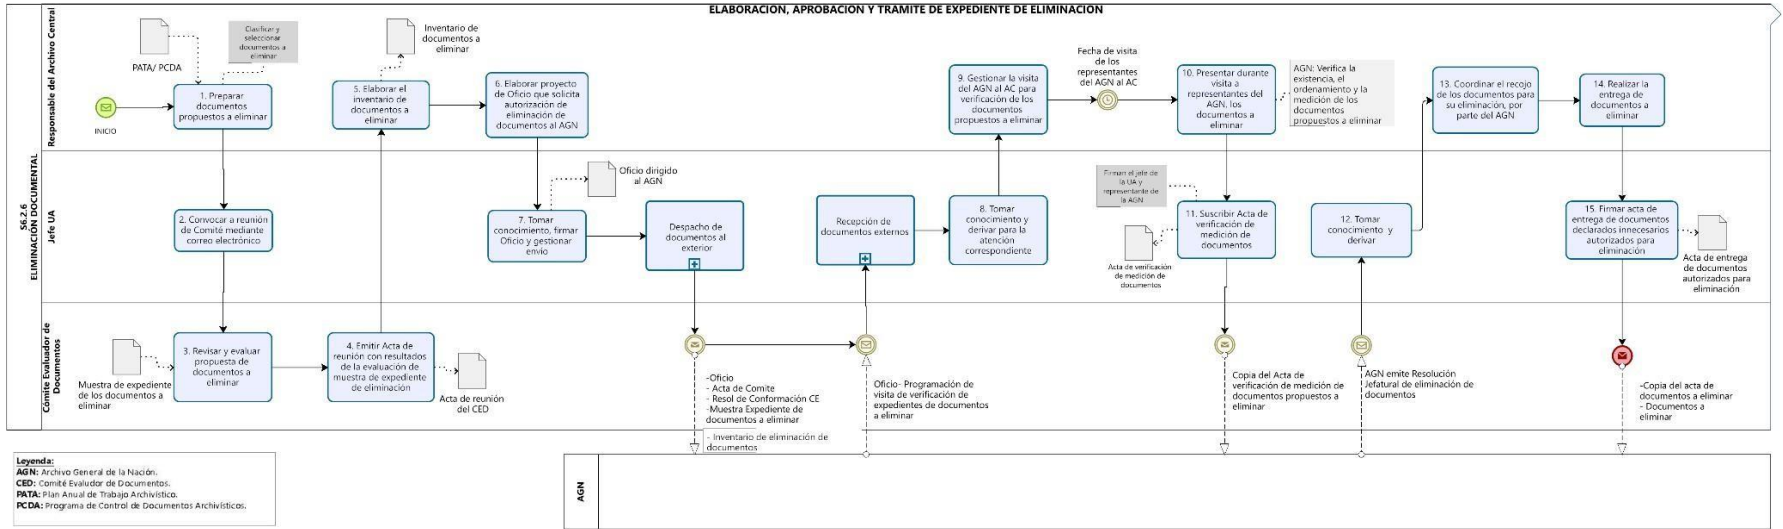 ELABORACION, APROBACION Y TRAMITE DE EXPEDIENTE DE ELIMINACION
S6.2.6
ELIMINACIÓN DOCUMENTAL
Responsable del Archivo Central
INICIO
PATA/ PCDA
Clasificar y
seleccionar
documentos a
eliminar
1. Preparar
documentos
propuestos a eliminar
Inventario de
documentos a
eliminar
5. Elaborar el
inventario de
documentos a
eliminar
6. Elaborar proyecto
de Oficio que solicita
autorización de
eliminación de
documentos al AGN
9. Gestionar la visita
del AGN al AC para
verificación de los
documentos
propuestos a eliminar
Fecha de visita
de los
representantes
del AGN al AC
10. Presentar durante
visita a
representantes del
AGN, los
documentos a
eliminar
AGN: Verifica la
existencia, el
ordenamiento y la
medición de los
documentos
propuestos a eliminar
13. Coordinar el recojo
de los documentos para
su eliminación, por
parte del AGN
14. Realizar la
entrega de
documentos a
eliminar
Jefe UA
2. Convocar a reunión
de Comité mediante
correo electrónico
Oficio dirigido
al AGN
7. Tomar
conocimiento, firmar
Oficio y gestionar
envio
Despacho de
documentos al
exterior
Recepción de
documentos externos
8. Tomar
conocimiento y
derivar para la
atención
correspondiente
Firman el jefe de
la UA y
representante de
la AGN
11. Suscribir Acta de
verificación de
medición de
documentos
Acta de verificación
de medición de
documentos
12. Tomar
conocimiento y
derivar
15. Firmar acta de
entrega de documentos
declarados innecesarios
autorizados para
eliminación
Acta de entrega
de documentos
autorizados para
eliminación
Cómite Evaluador de
Documentos
Muestra de expediente
de los documentos a
eliminar
3. Revisar y evaluar
propuesta de
documentos a
eliminar
4. Emitir Acta de
reunión con resultados
de la evaluación de
muestra de expediente
de eliminación
Acta de reunión
del CED
-Oficio
- Acta de Comite
- Resol de Conformación CE
-Muestra Expediente de
documentos a eliminar
- Inventario de eliminación de
documentos
Oficio- Programación de
visita de verificación de
expedientes de documentos
a eliminar
Copia del Acta de
verificación de medición de
documentos propuestos a
eliminar
AGN emite Resolución
Jefatural de eliminación de
documentos
-Copia del acta de
documentos a eliminar
- Documentos a
eliminar
AGN
Leyenda:
AGN: Archivo General de la Nación.
CED: Comité Evaludor de Documentos.
PATA: Plan Anual de Trabajo Archivístico.
PCDA: Programa de Control de Documentos Archivísticos.